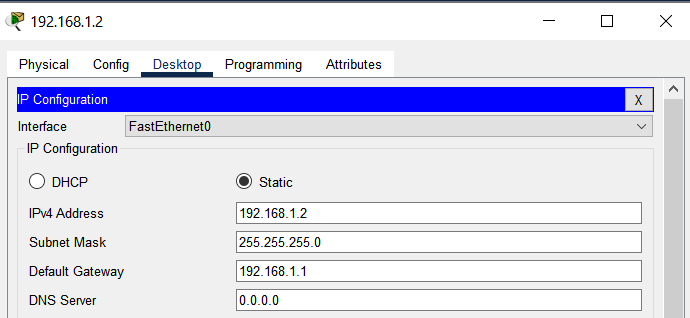 192.168.1.2
Physical Config Desktop Programming Attributes
IP Configuration X
Interface FastEthernet0
IP Configuration
DHCP Static
IPv4 Address 192.168.1.2
Subnet Mask 255.255.255.0
Default Gateway 192.168.1.1
DNS Server 0.0.0.0